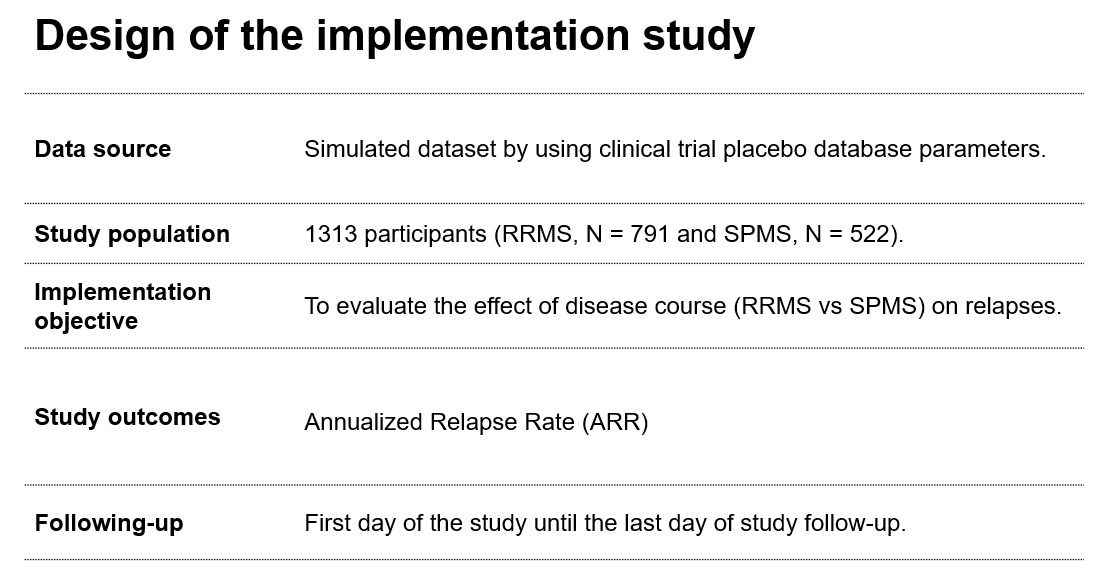 Design of the implementation study
Data source
Simulated dataset by using clinical trial placebo database parameters.
Study population
1313 participants (RRMS, N = 791 and SPMS, N = 522).
Implementation
objective
To evaluate the effect of disease course (RRMS vs SPMS) on relapses.
Study outcomes
Annualized Relapse Rate (ARR)
Following-up
First day of the study until the last day of study follow-up.